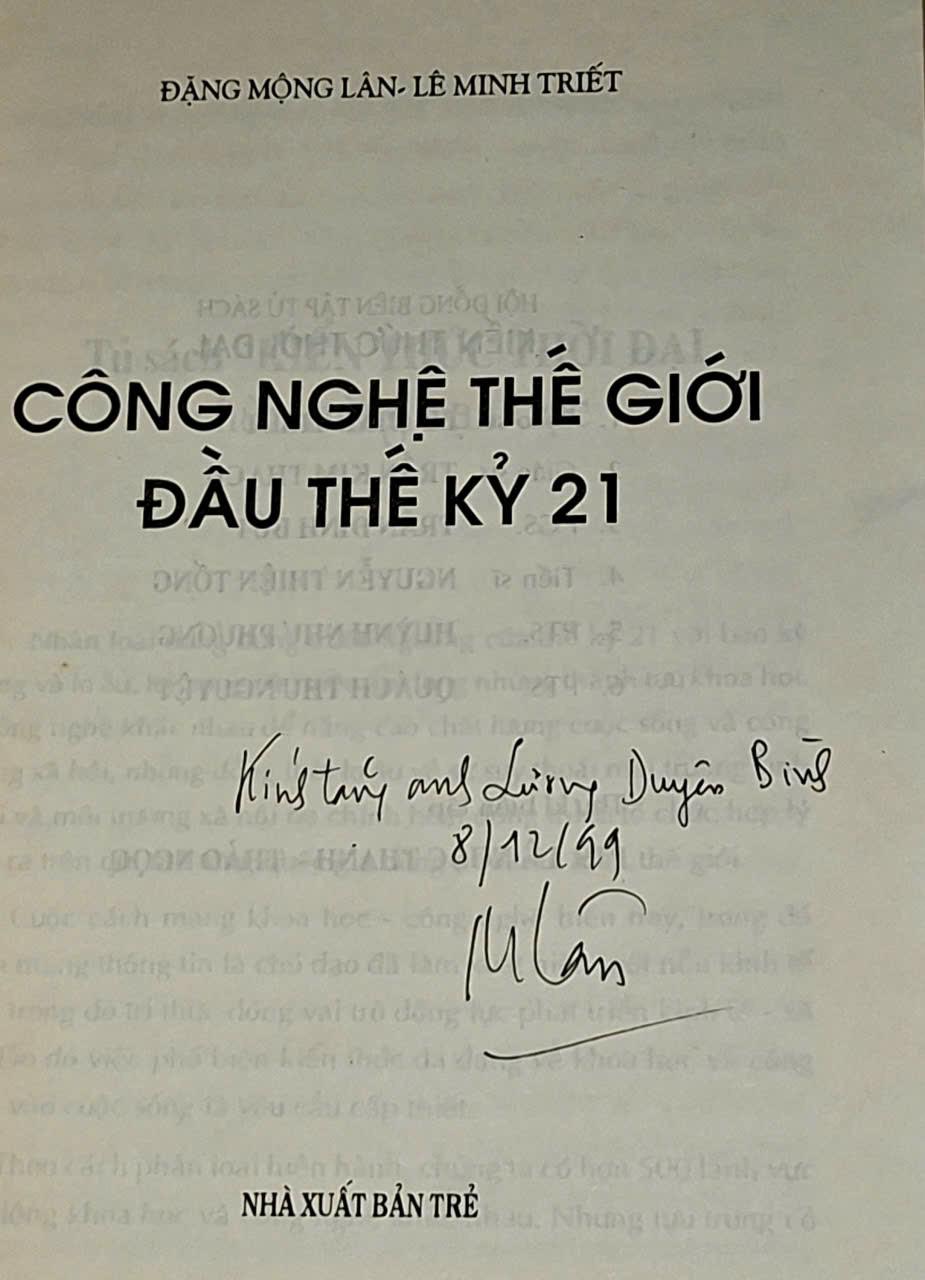 ĐẶNG MỘNG LÂN- LÊ MINH TRIẾT
CÔNG NGHỆ THẾ GIỚI
ĐẦU THẾ KỶ 21
Kính tặng anh Lương Duyên Bình
8/12/99
MLân
NHÀ XUẤT BẢN TRẺ